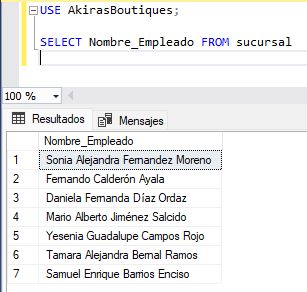 USE AkirasBoutiques;
SELECT Nombre_Empleado FROM sucursal
100 %
Resultados Mensajes
Nombre_Empleado
1 Sonia Alejandra Fernandez Moreno
2 Fernando Calderón Ayala
3 Daniela Fernanda Díaz Ordaz
4 Mario Alberto Jiménez Salcido
5 Yesenia Guadalupe Campos Rojo
6 Tamara Alejandra Bernal Ramos
7 Samuel Enrique Barrios Enciso